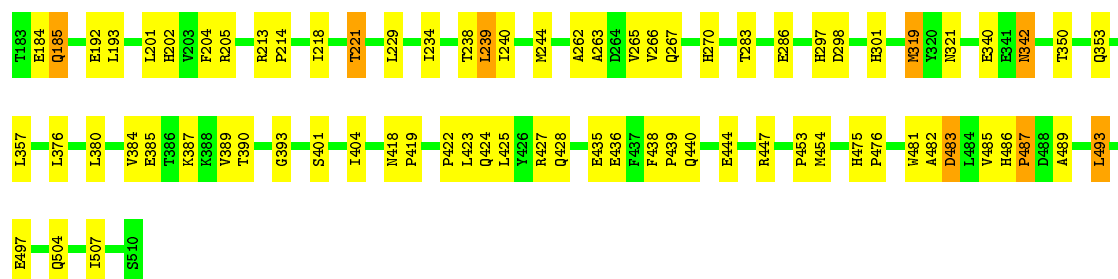 T183 E184 Q185 E192 L193 L201 H202 V203 F204 R205 R213 P214 I218 T221 L229 I234 T238 L239 I240 M244 A262 A263 D264 V265 V266 Q267 H270 T283 E286 H297 D298 H301 M319 Y320 N321 E340 E341 N342 T350 Q353
L357 L376 L380 V384 E385 T386 K387 K388 V389 T390 G393 S401 I404 N418 P419 P422 L423 Q424 L425 Y426 R427 Q428 E435 E436 F437 F438 P439 Q440 E444 R447 P453 M454 H475 P476 W481 A482 D483 L484 V485 H486 P487 D488 A489 L493
E497 Q504 I507 S510